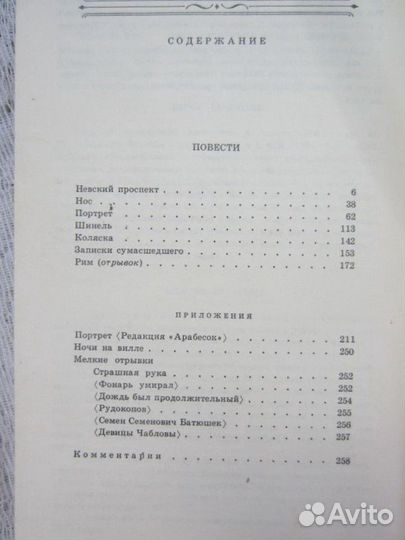 СОДЕРЖАНИЕ
ПОВЕСТИ
Невский проспект . . . . . . . . . . . . . . . 6
Нос . . . . . . . . . . . . . . . . . . . . 38
Портрет . . . . . . . . . . . . . . . . . . 62
Шинель . . . . . . . . . . . . . . . . . . 113
Коляска . . . . . . . . . . . . . . . . . . 142
Записки сумасшедшего . . . . . . . . . . . . . 153
Рим (отрывок) . . . . . . . . . . . . . . . . 172
ПРИЛОЖЕНИЯ
Портрет ⟨Редакция «Арабесок»⟩ . . . . . . . . . 211
Ночи на вилле . . . . . . . . . . . . . . . . 250
Мелкие отрывки
Страшная рука . . . . . . . . . . . . . . 252
⟨Фонарь умирал⟩ . . . . . . . . . . . . . 252
⟨Дождь был продолжительный⟩ . . . . . . . . 254
⟨Рудокопов⟩ . . . . . . . . . . . . . . . 255
⟨Семен Семенович Батюшек⟩ . . . . . . . . . 256
⟨Девицы Чабловы⟩ . . . . . . . . . . . . . 257
Комментарии . . . . . . . . . . . . . . . . 258
Avito